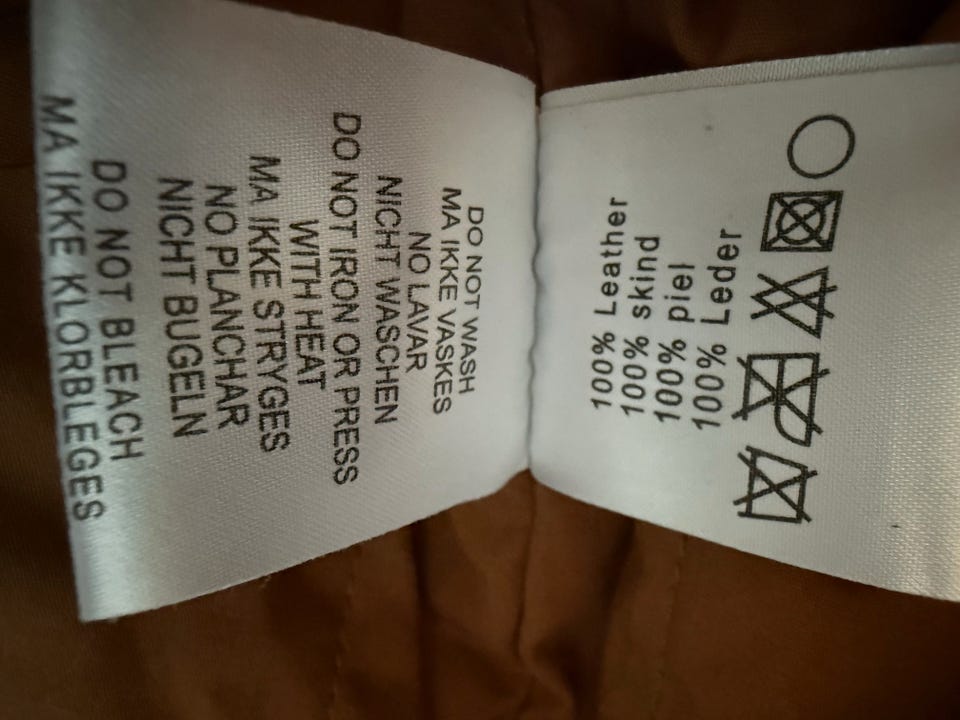 DO NOT WASH
MA IKKE VASKES
NO LAVAR
NICHT WASCHEN
DO NOT IRON OR PRESS
WITH HEAT
MA IKKE STRYGES
NO PLANCHAR
NICHT BUGELN
DO NOT BLEACH
MA IKKE KLORBLEGES
100% Leather
100% skind
100% piel
100% Leder